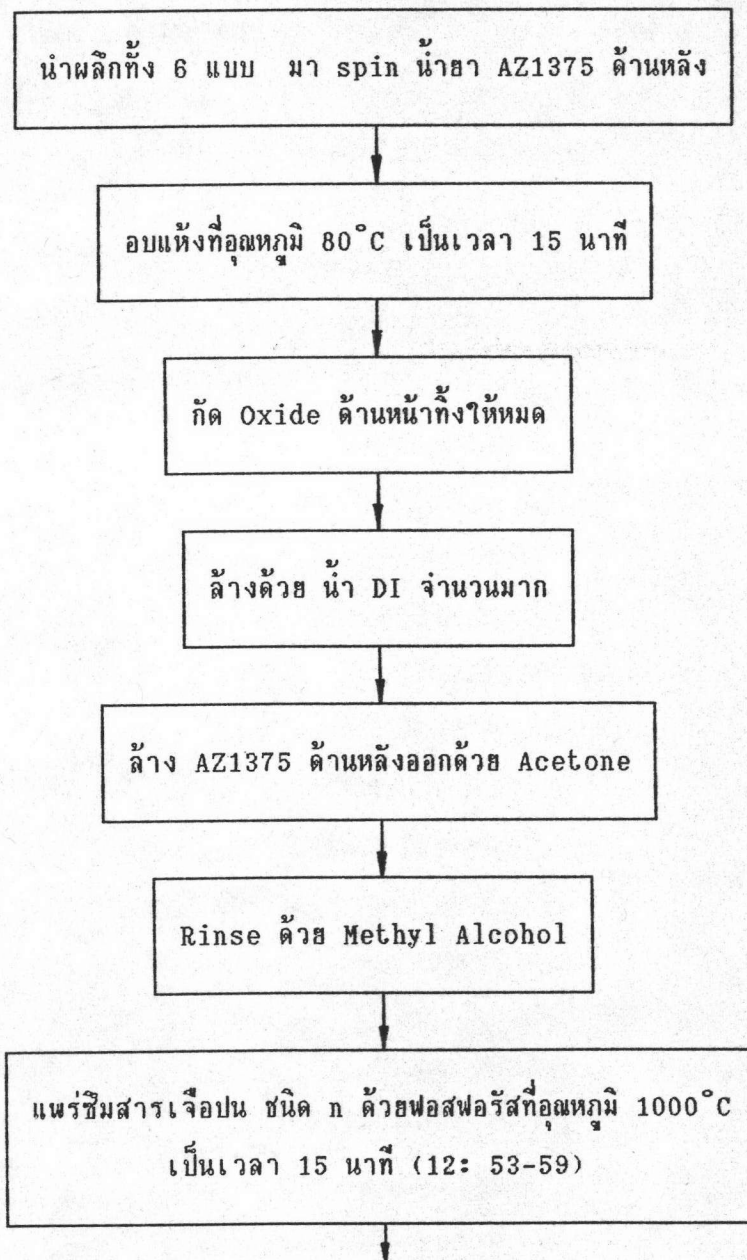 นำผลึกทั้ง 6 แบบ มา spin น้ำยา AZ1375 ด้านหลัง
อบแห้งที่อุณหภูมิ 80°C เป็นเวลา 15 นาที
กัด Oxide ด้านหน้าทิ้งให้หมด
ล้างด้วย น้ำ DI จำนวนมาก
ล้าง AZ1375 ด้านหลังออกด้วย Acetone
Rinse ด้วย Methyl Alcohol
แพร่ซึมสารเจือปน ชนิด n ด้วยฟอสฟอรัสที่อุณหภูมิ 1000°C
เป็นเวลา 15 นาที (12: 53-59)